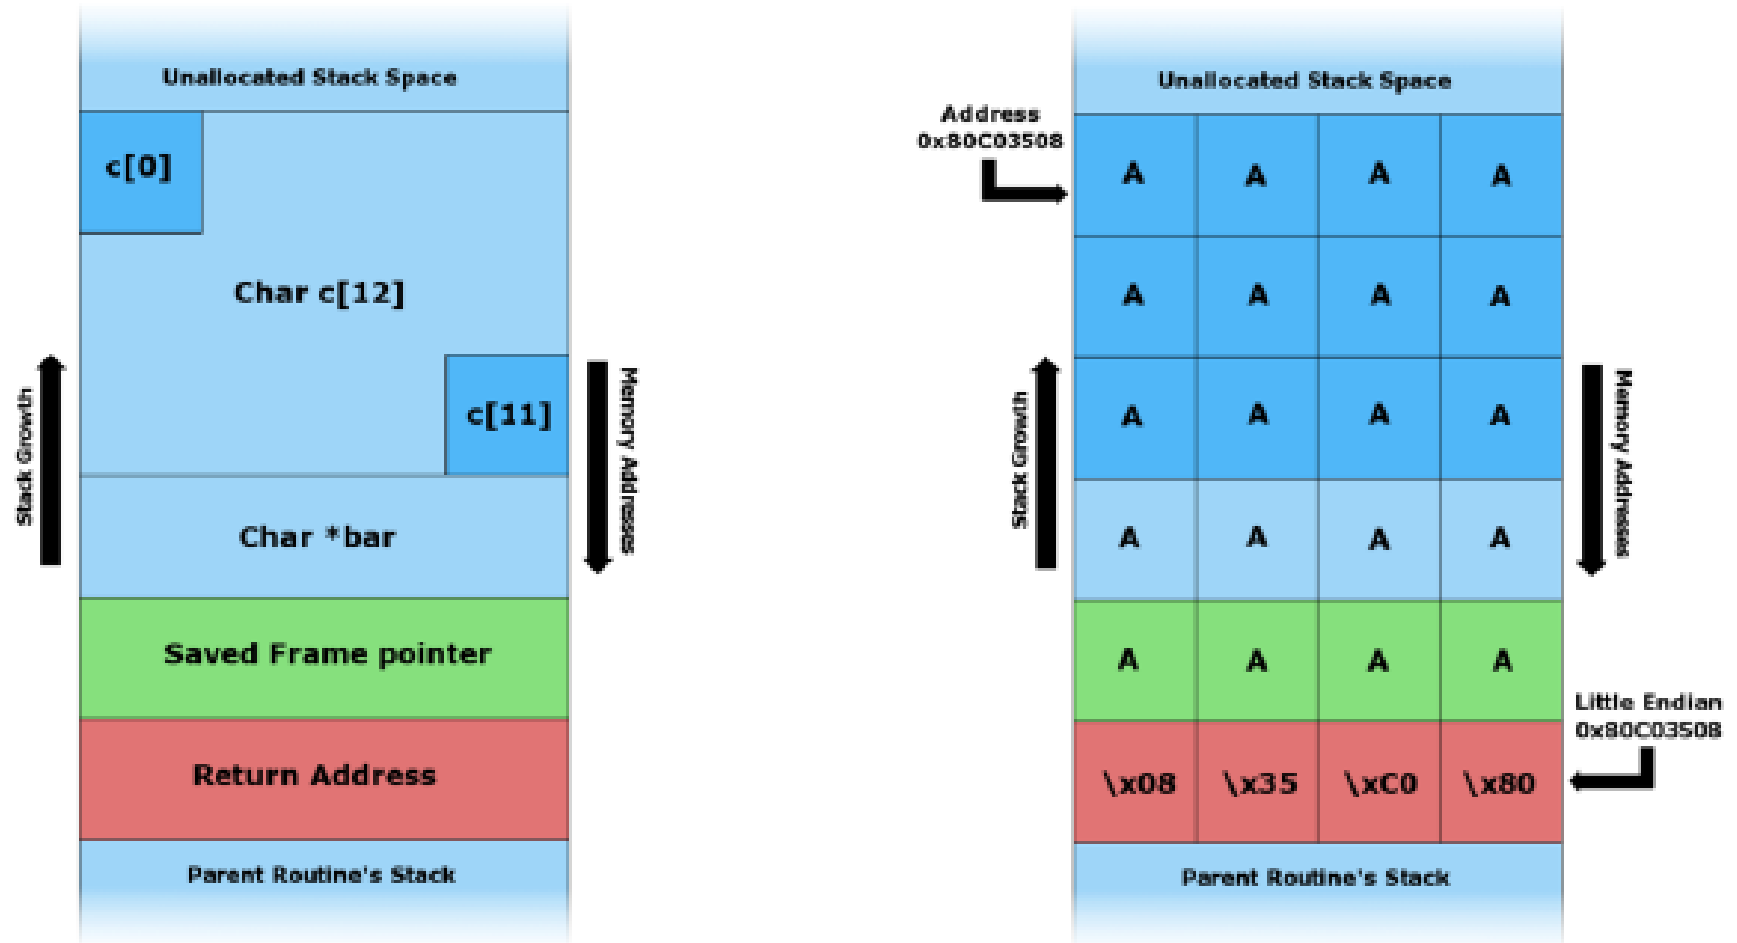 Unallocated Stack Space
c[0]
Char c[12]
c[11]
Stack Growth
Memory Addresses
Char *bar
Saved Frame pointer
Return Address
Parent Routine's Stack
Unallocated Stack Space
Address
0x80C03508
A A A A
A A A A
A A A A
Stack Growth
Memory Addresses
A A A A
A A A A
Little Endian
0x80C03508
\x08 \x35 \xC0 \x80
Parent Routine's Stack